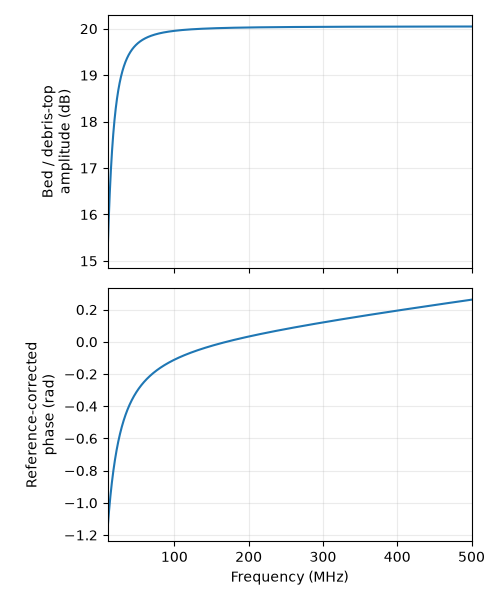 20
19
18
17
16
15
Bed / debris-top
amplitude (dB)
0.2
0.0
−0.2
−0.4
−0.6
−0.8
−1.0
−1.2
Reference-corrected
phase (rad)
100 200 300 400 500
Frequency (MHz)